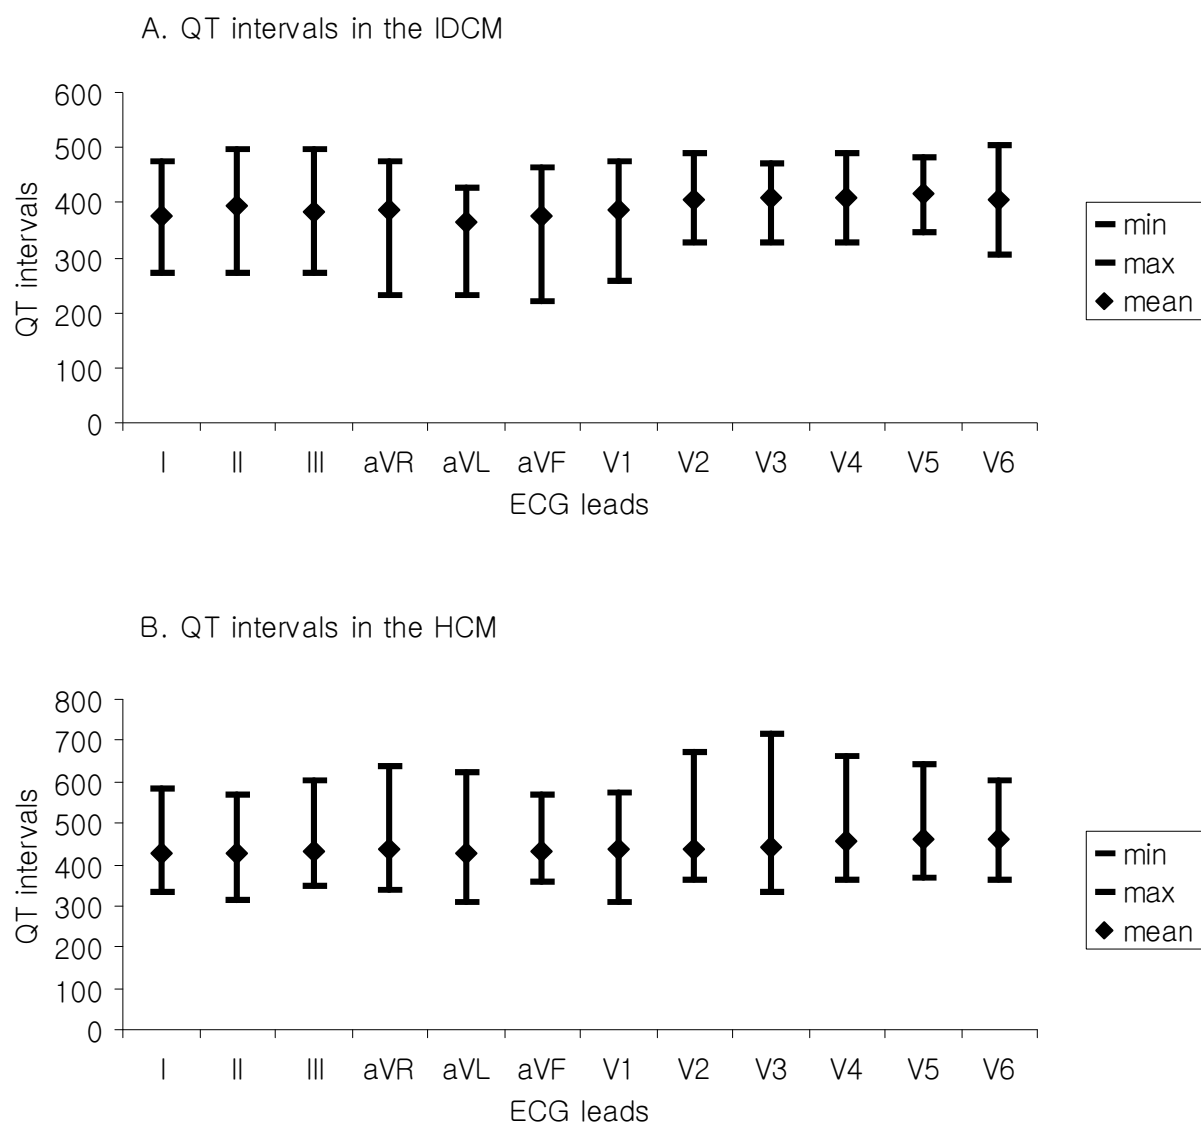 A. QT intervals in the IDCM
600
500
400
300
200
100
0
QT intervals
I II III aVR aVL aVF V1 V2 V3 V4 V5 V6
ECG leads
min
max
mean
B. QT intervals in the HCM
800
700
600
500
400
300
200
100
0
QT intervals
I II III aVR aVL aVF V1 V2 V3 V4 V5 V6
ECG leads
min
max
mean